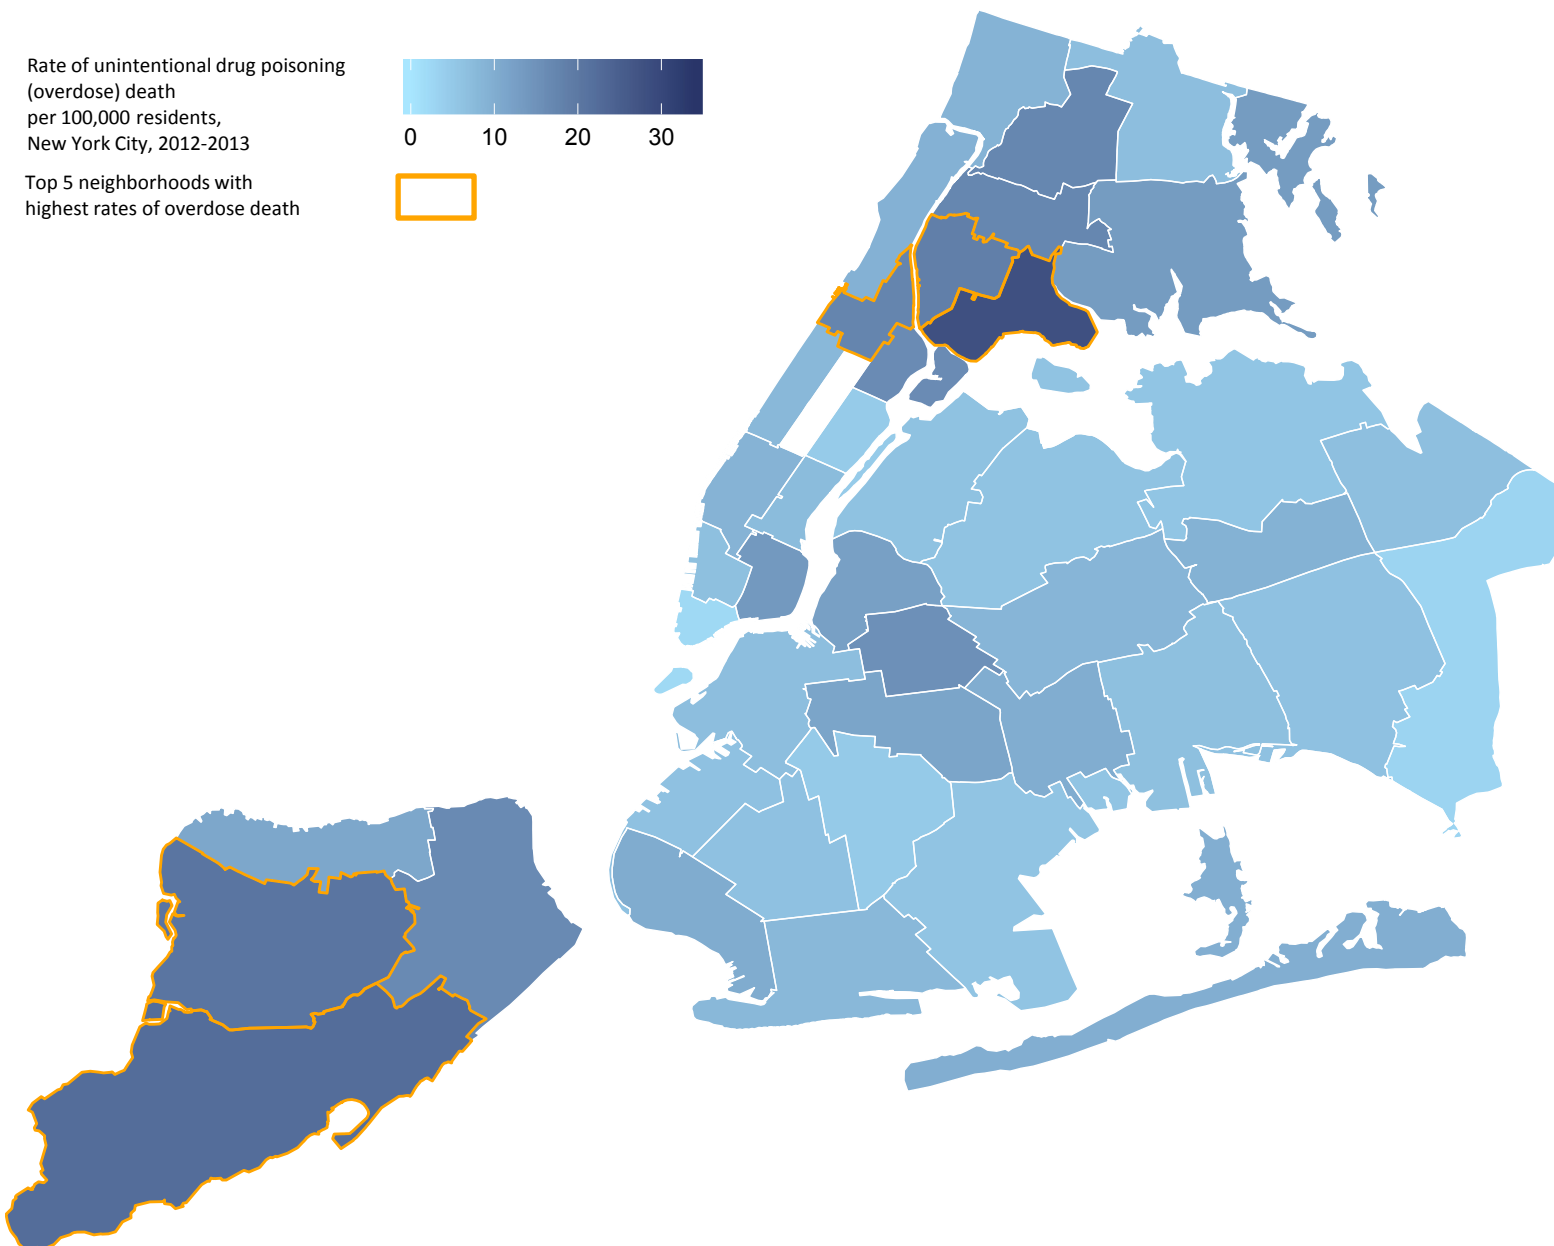 Rate of unintentional drug poisoning
(overdose) death
per 100,000 residents,
New York City, 2012-2013
0 10 20 30
Top 5 neighborhoods with
highest rates of overdose death